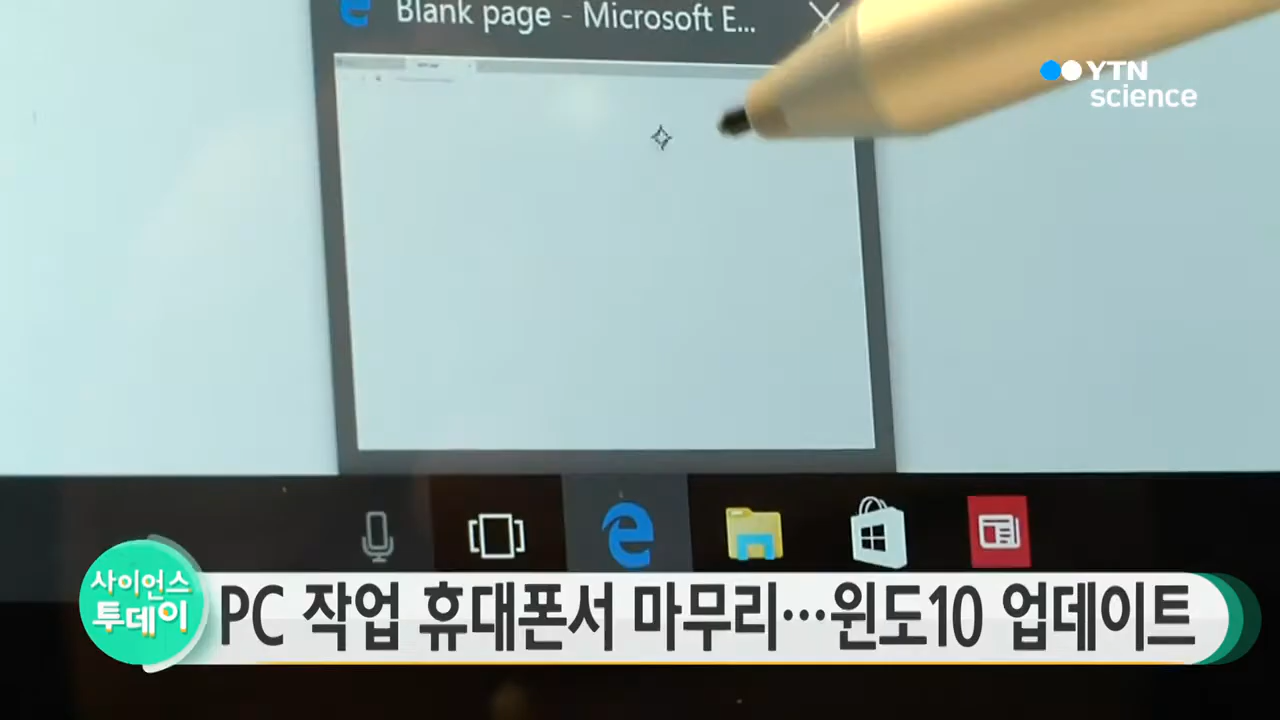 Blank page - Microsoft E...
YTN
science
사이언스
투데이
PC 작업 휴대폰서 마무리…윈도10 업데이트